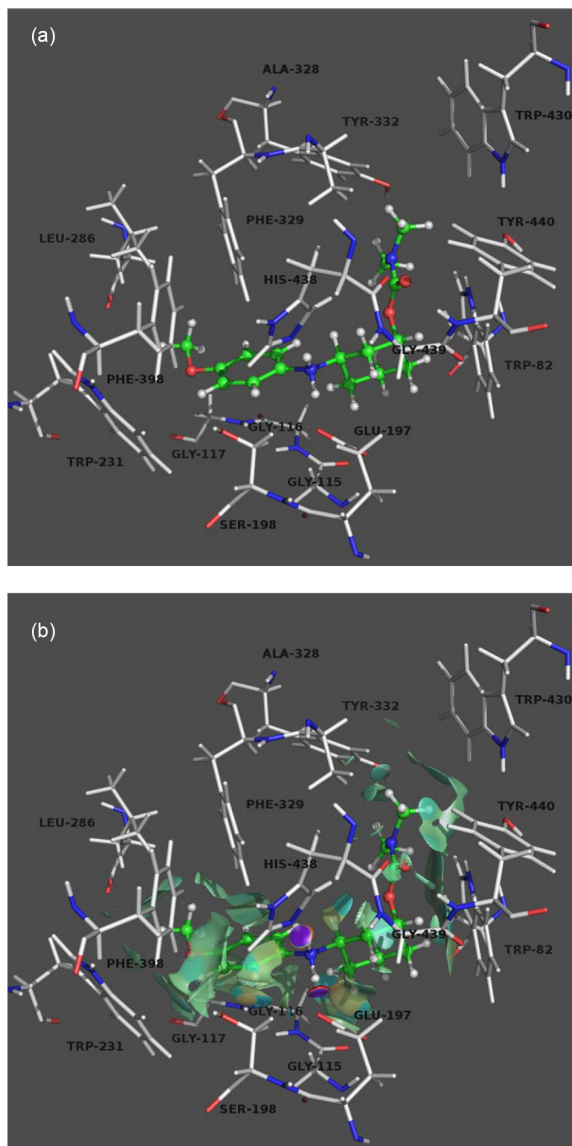 (a)
ALA-328
TRP-430
TYR-332
PHE-329
TYR-440
LEU-286
HIS-438
GLY-439
PHE-398
TRP-82
GLY-116
GLU-197
TRP-231
GLY-117
GLY-115
SER-198
(b)
ALA-328
TRP-430
TYR-332
PHE-329
TYR-440
LEU-286
HIS-438
GLY-439
PHE-398
TRP-82
GLY-116
GLU-197
TRP-231
GLY-117
GLY-115
SER-198